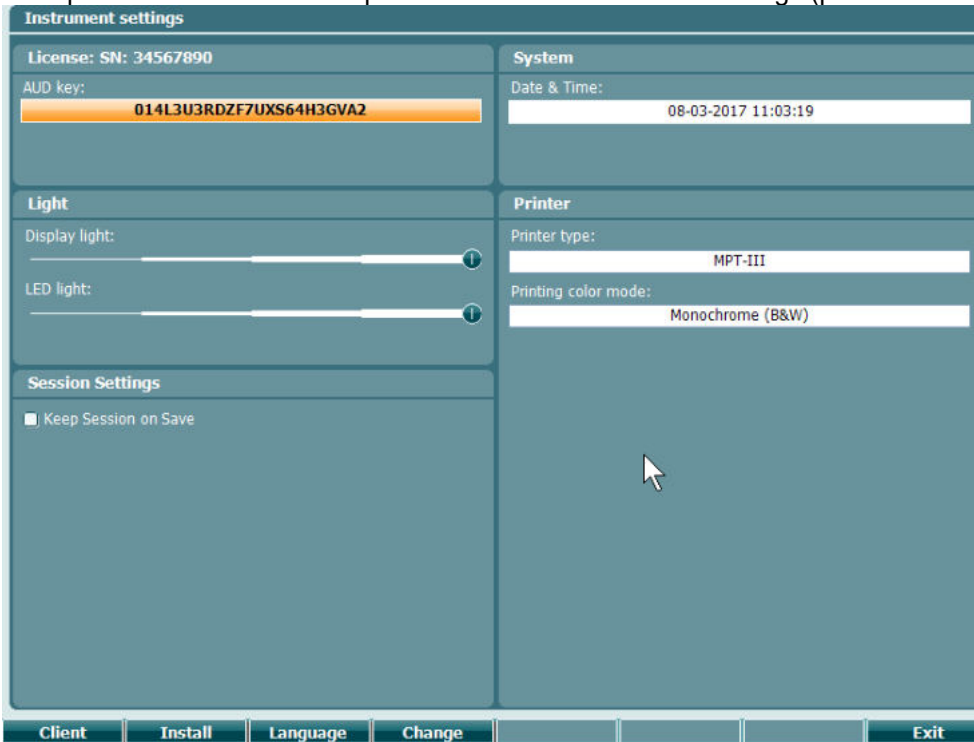 Instrument settings
License: SN: 34567890
AUD key:
014L3U3RDZF7UXS64H3GVA2
Light
Display light:
LED light:
Session Settings
Keep Session on Save
System
Date & Time:
08-03-2017 11:03:19
Printer
Printer type:
MPT-III
Printing color mode:
Monochrome (B&W)
Client Install Language Change Exit